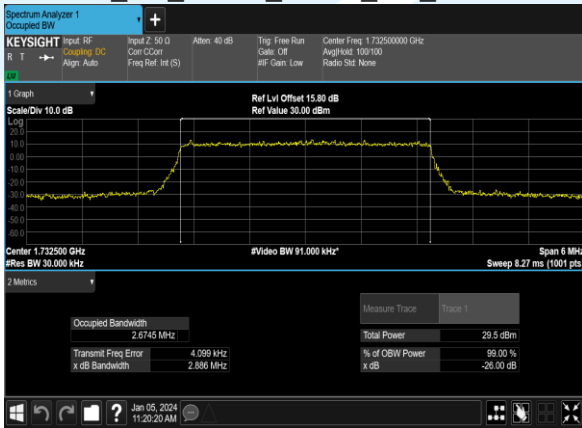 Spectrum Analyzer 1
Occupied BW
KEYSIGHT Input: RF Input Z: 50 Ω Atten: 40 dB Trig: Free Run Center Freq: 1.732500000 GHz
R T Coupling: DC Corr CCorr Gate: Off Avg|Hold: 100/100
Align: Auto Freq Ref: Int (S) #IF Gain: Low Radio Std: None
1 Graph
Ref Lvl Offset 15.80 dB
Scale/Div 10.0 dB Ref Value 30.00 dBm
Log
20.0
10.0
0.00
-10.0
-20.0
-30.0
-40.0
-50.0
-60.0
Center 1.732500 GHz #Video BW 91.000 kHz* Span 6 MHz
#Res BW 30.000 kHz Sweep 8.27 ms (1001 pts)
2 Metrics
Measure Trace Trace 1
Occupied Bandwidth
2.6745 MHz Total Power 29.5 dBm
Transmit Freq Error 4.099 kHz % of OBW Power 99.00 %
x dB Bandwidth 2.886 MHz x dB -26.00 dB
Jan 05, 2024
11:20:20 AM